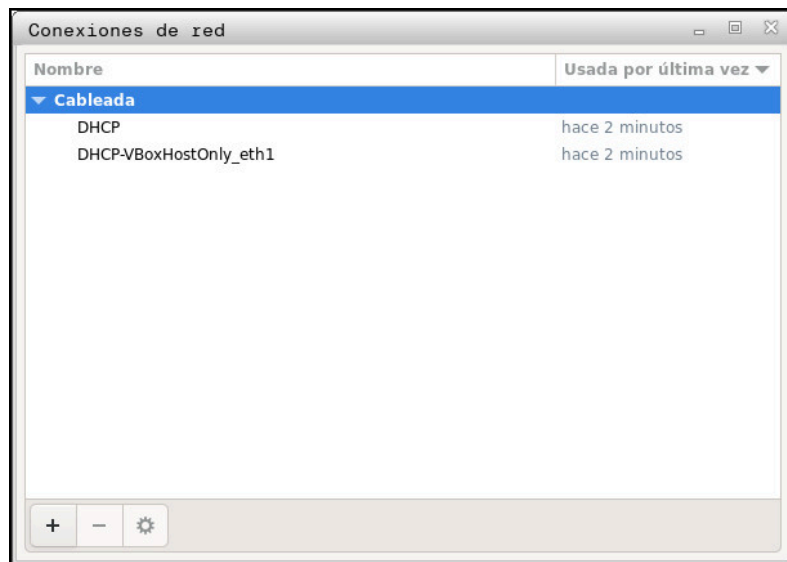 Conexiones de red
Nombre Usada por última vez
Cableada
DHCP hace 2 minutos
DHCP-VBoxHostOnly_eth1 hace 2 minutos